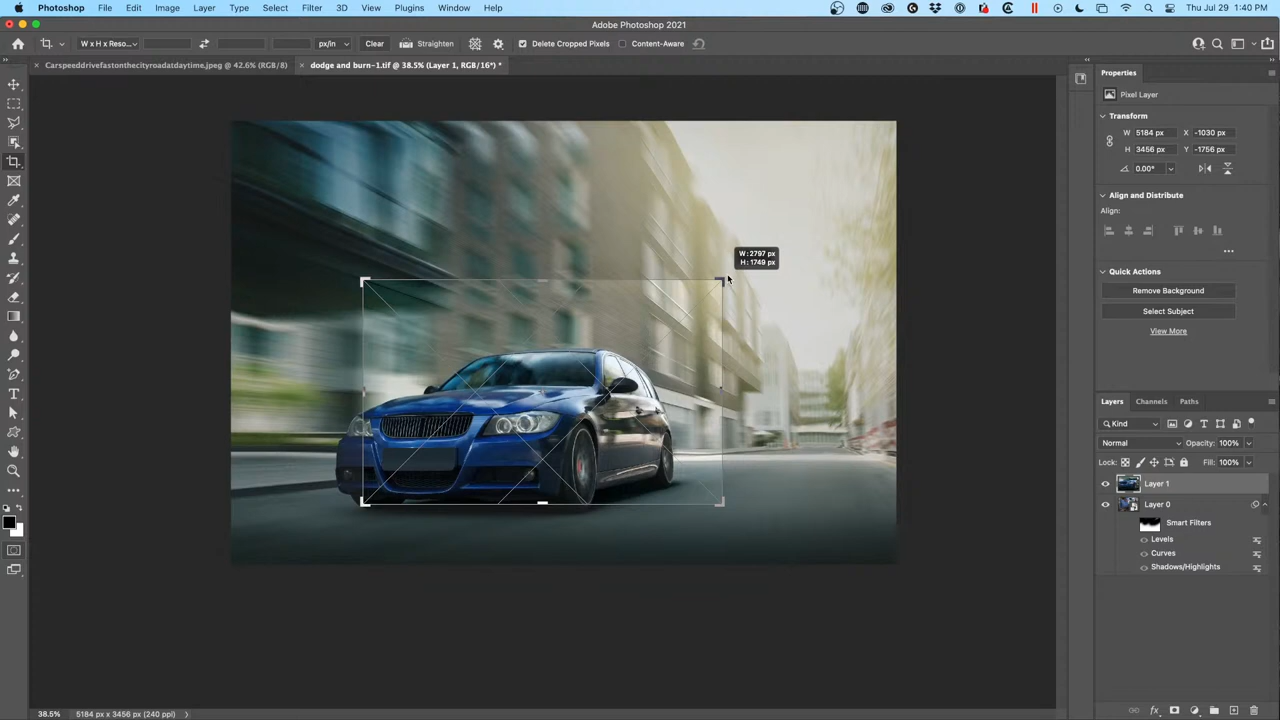 Photoshop File Edit Image Layer Type Select Filter 3D View Plugins Window Help
Thu Jul 29 1:40 PM
Adobe Photoshop 2021
W x H x Reso...
px/in
Clear
Straighten
Delete Cropped Pixels
Content-Aware
Carspeeddrivefastonthecityroadatdaytime.jpeg @ 42.6% (RGB/8)
dodge and burn-1.tif @ 38.5% (Layer 1, RGB/16*) *
Properties
Pixel Layer
Transform
W 5184 px X -1030 px
H 3456 px Y -1756 px
0.00°
Align and Distribute
Align:
Quick Actions
Remove Background
Select Subject
View More
W: 2797 px
H: 1749 px
Layers Channels Paths
Kind
Normal Opacity: 100%
Lock: Fill: 100%
Layer 1
Layer 0
Smart Filters
Levels
Curves
Shadows/Highlights
38.5% 5184 px x 3456 px (240 ppi)